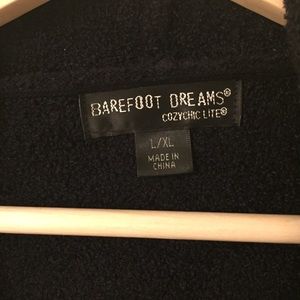 BAREFOOT DREAMS®
COZYCHIC LITE®
L/XL
MADE IN
CHINA